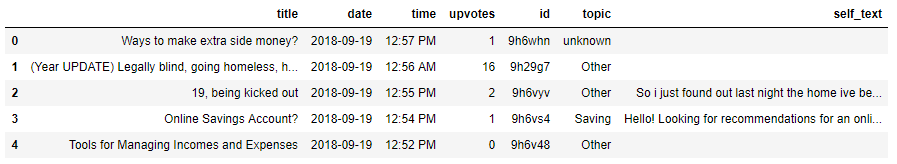 title date time upvotes id topic self_text
0 Ways to make extra side money? 2018-09-19 12:57 PM 1 9h6whn unknown
1 (Year UPDATE) Legally blind, going homeless, h... 2018-09-19 12:56 AM 16 9h29g7 Other
2 19, being kicked out 2018-09-19 12:55 PM 2 9h6vyv Other So i just found out last night the home ive be...
3 Online Savings Account? 2018-09-19 12:54 PM 1 9h6vs4 Saving Hello! Looking for recommendations for an onli...
4 Tools for Managing Incomes and Expenses 2018-09-19 12:52 PM 0 9h6v48 Other